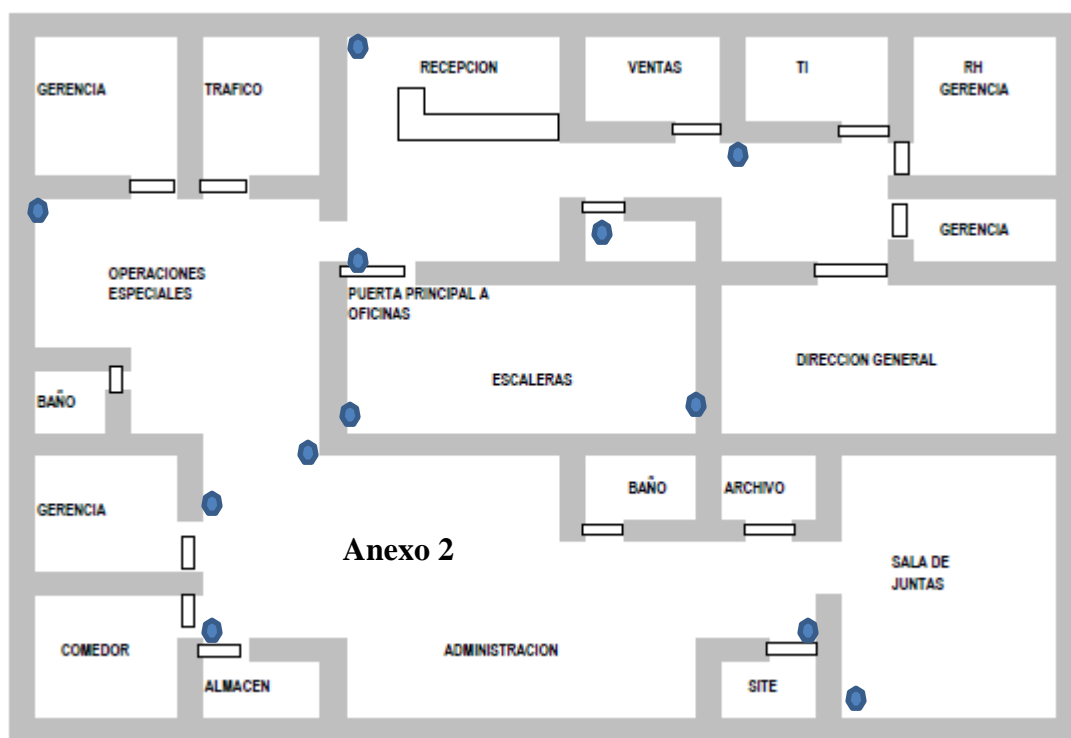 GERENCIA
TRAFICO
RECEPCION
VENTAS
TI
RH
GERENCIA
GERENCIA
OPERACIONES
ESPECIALES
PUERTA PRINCIPAL A
OFICINAS
ESCALERAS
DIRECCION GENERAL
BAÑO
GERENCIA
BAÑO
ARCHIVO
Anexo 2
SALA DE
JUNTAS
COMEDOR
ALMACEN
ADMINISTRACION
SITE